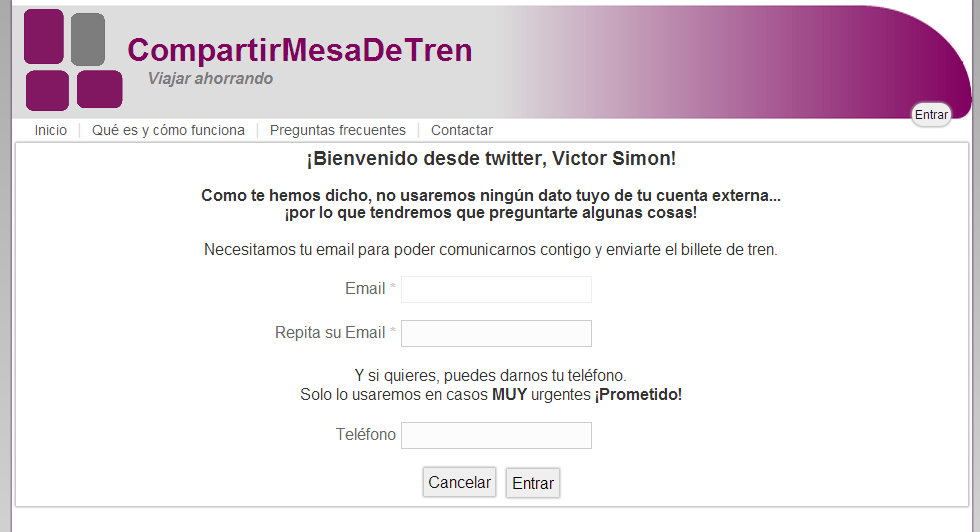 CompartirMesaDeTren
Viajar ahorrando
Entrar
Inicio | Qué es y cómo funciona | Preguntas frecuentes | Contactar
¡Bienvenido desde twitter, Victor Simon!
Como te hemos dicho, no usaremos ningún dato tuyo de tu cuenta externa...
¡por lo que tendremos que preguntarte algunas cosas!
Necesitamos tu email para poder comunicarnos contigo y enviarte el billete de tren.
Email *
Repita su Email *
Y si quieres, puedes darnos tu teléfono.
Solo lo usaremos en casos MUY urgentes ¡Prometido!
Teléfono
Cancelar Entrar